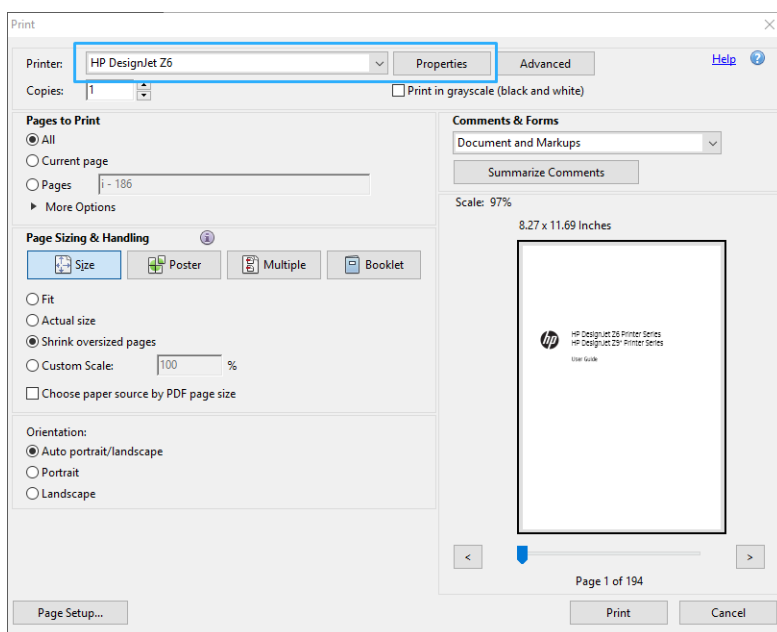 Print
Printer: HP DesignJet Z6 Properties Advanced Help ?
Copies: 1 Print in grayscale (black and white)
Pages to Print
All
Current page
Pages i - 186
More Options
Page Sizing & Handling i
Size Poster Multiple Booklet
Fit
Actual size
Shrink oversized pages
Custom Scale: 100 %
Choose paper source by PDF page size
Orientation:
Auto portrait/landscape
Portrait
Landscape
Comments & Forms
Document and Markups
Summarize Comments
Scale: 97%
8.27 x 11.69 Inches
hp
HP DesignJet Z6 Printer Series
HP DesignJet Z9⁺ Printer Series
User Guide
< >
Page 1 of 194
Page Setup... Print Cancel